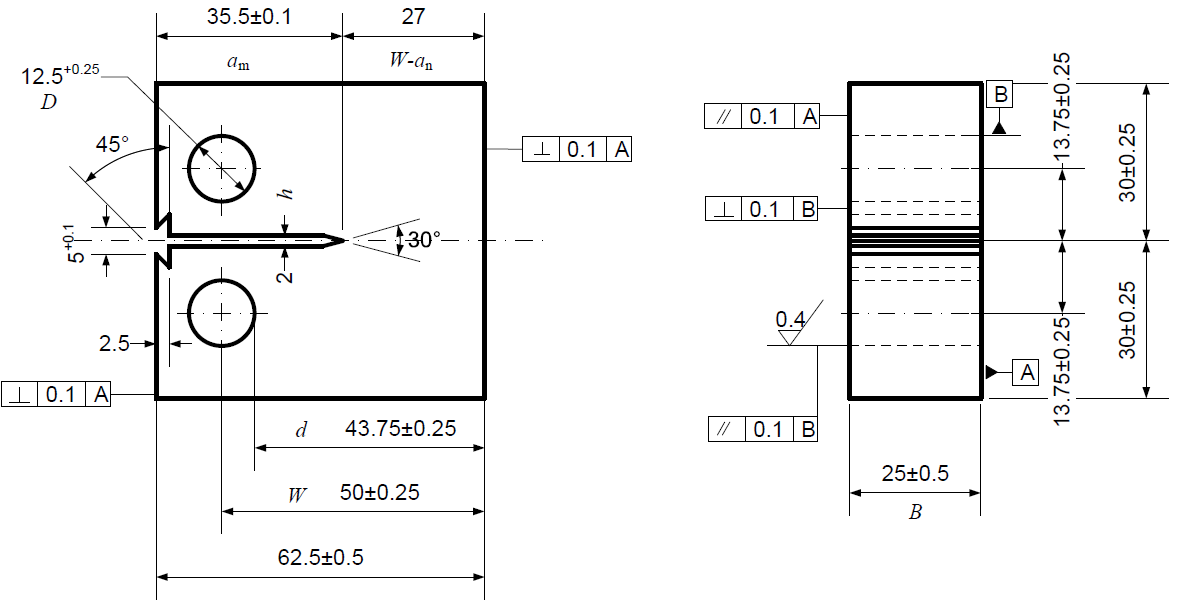 35.5±0.1
27
a_m
W-a_n
12.5^{+0.25}
D
45°
⊥ 0.1 A
h
30°
5^{+0.1}
2
2.5
⊥ 0.1 A
d 43.75±0.25
W 50±0.25
62.5±0.5
// 0.1 A
B
13.75±0.25
30±0.25
⊥ 0.1 B
0.4
13.75±0.25
30±0.25
A
// 0.1 B
25±0.5
B